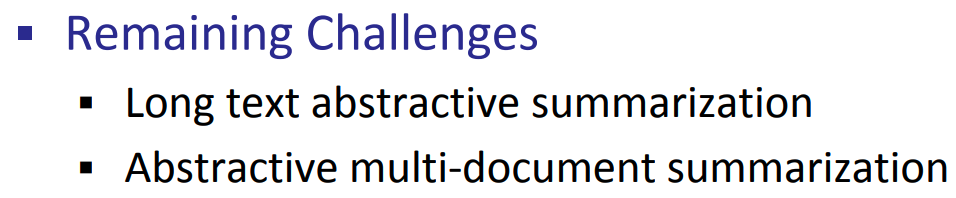 ▪ Remaining Challenges
▪ Long text abstractive summarization
▪ Abstractive multi-document summarization